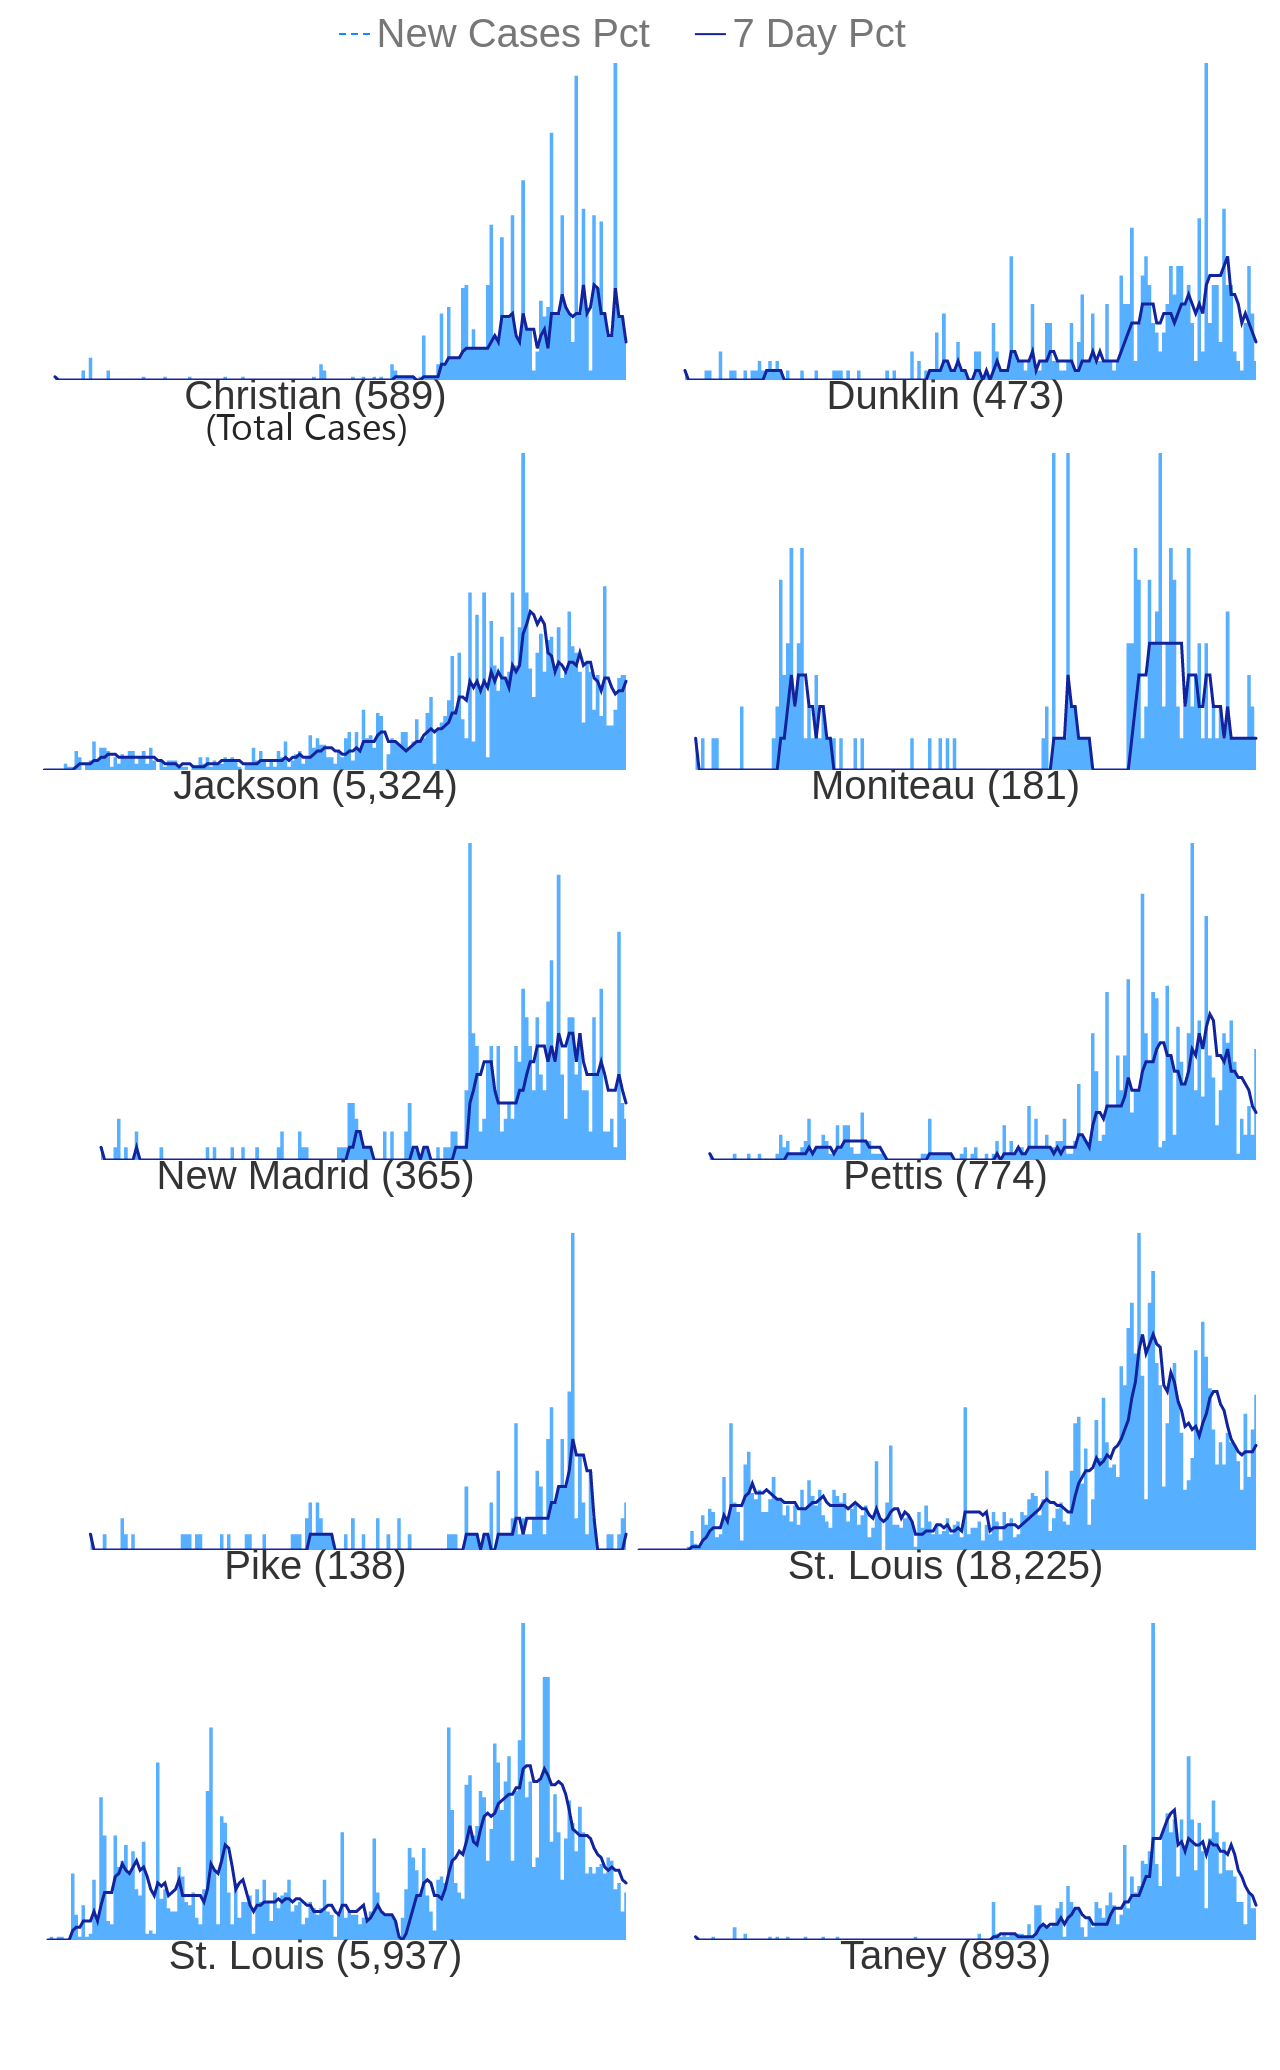 New Cases Pct 7 Day Pct
Christian (589) Dunklin (473)
(Total Cases)
Jackson (5,324) Moniteau (181)
New Madrid (365) Pettis (774)
Pike (138) St. Louis (18,225)
St. Louis (5,937) Taney (893)